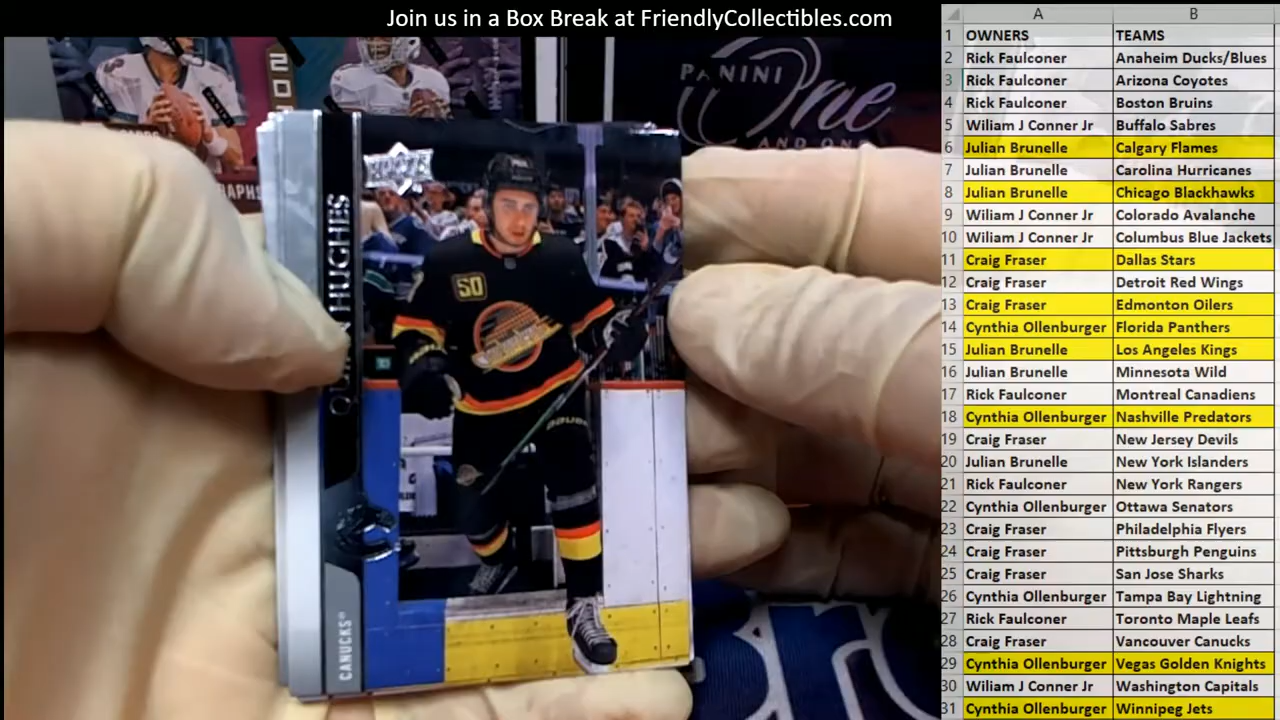 Join us in a Box Break at FriendlyCollectibles.com
A B
1 OWNERS TEAMS
2 Rick Faulconer Anaheim Ducks/Blues
3 Rick Faulconer Arizona Coyotes
4 Rick Faulconer Boston Bruins
5 Wiliam J Conner Jr Buffalo Sabres
6 Julian Brunelle Calgary Flames
7 Julian Brunelle Carolina Hurricanes
8 Julian Brunelle Chicago Blackhawks
9 Wiliam J Conner Jr Colorado Avalanche
10 Wiliam J Conner Jr Columbus Blue Jackets
11 Craig Fraser Dallas Stars
12 Craig Fraser Detroit Red Wings
13 Craig Fraser Edmonton Oilers
14 Cynthia Ollenburger Florida Panthers
15 Julian Brunelle Los Angeles Kings
16 Julian Brunelle Minnesota Wild
17 Rick Faulconer Montreal Canadiens
18 Cynthia Ollenburger Nashville Predators
19 Craig Fraser New Jersey Devils
20 Julian Brunelle New York Islanders
21 Rick Faulconer New York Rangers
22 Cynthia Ollenburger Ottawa Senators
23 Craig Fraser Philadelphia Flyers
24 Craig Fraser Pittsburgh Penguins
25 Craig Fraser San Jose Sharks
26 Cynthia Ollenburger Tampa Bay Lightning
27 Rick Faulconer Toronto Maple Leafs
28 Craig Fraser Vancouver Canucks
29 Cynthia Ollenburger Vegas Golden Knights
30 Wiliam J Conner Jr Washington Capitals
31 Cynthia Ollenburger Winnipeg Jets
PANINI
One
AND ONE
HUGHES
50
CANUCKS